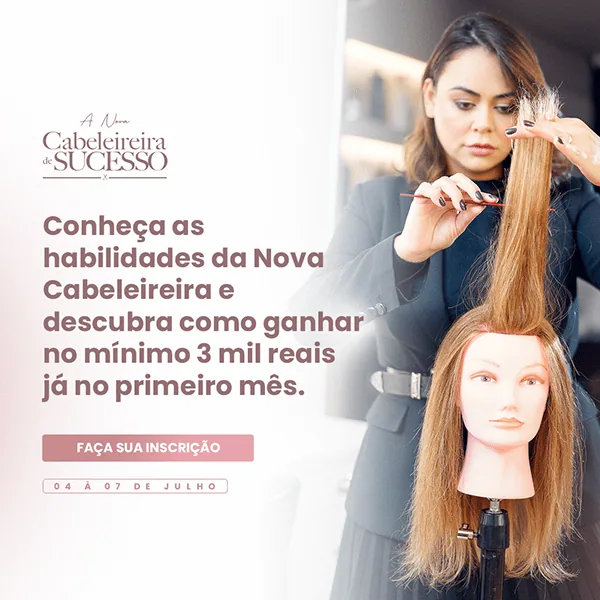 A Nova
Cabeleireira
de SUCESSO
Conheça as
habilidades da Nova
Cabeleireira e
descubra como ganhar
no mínimo 3 mil reais
já no primeiro mês.
FAÇA SUA INSCRIÇÃO
04 À 07 DE JULHO